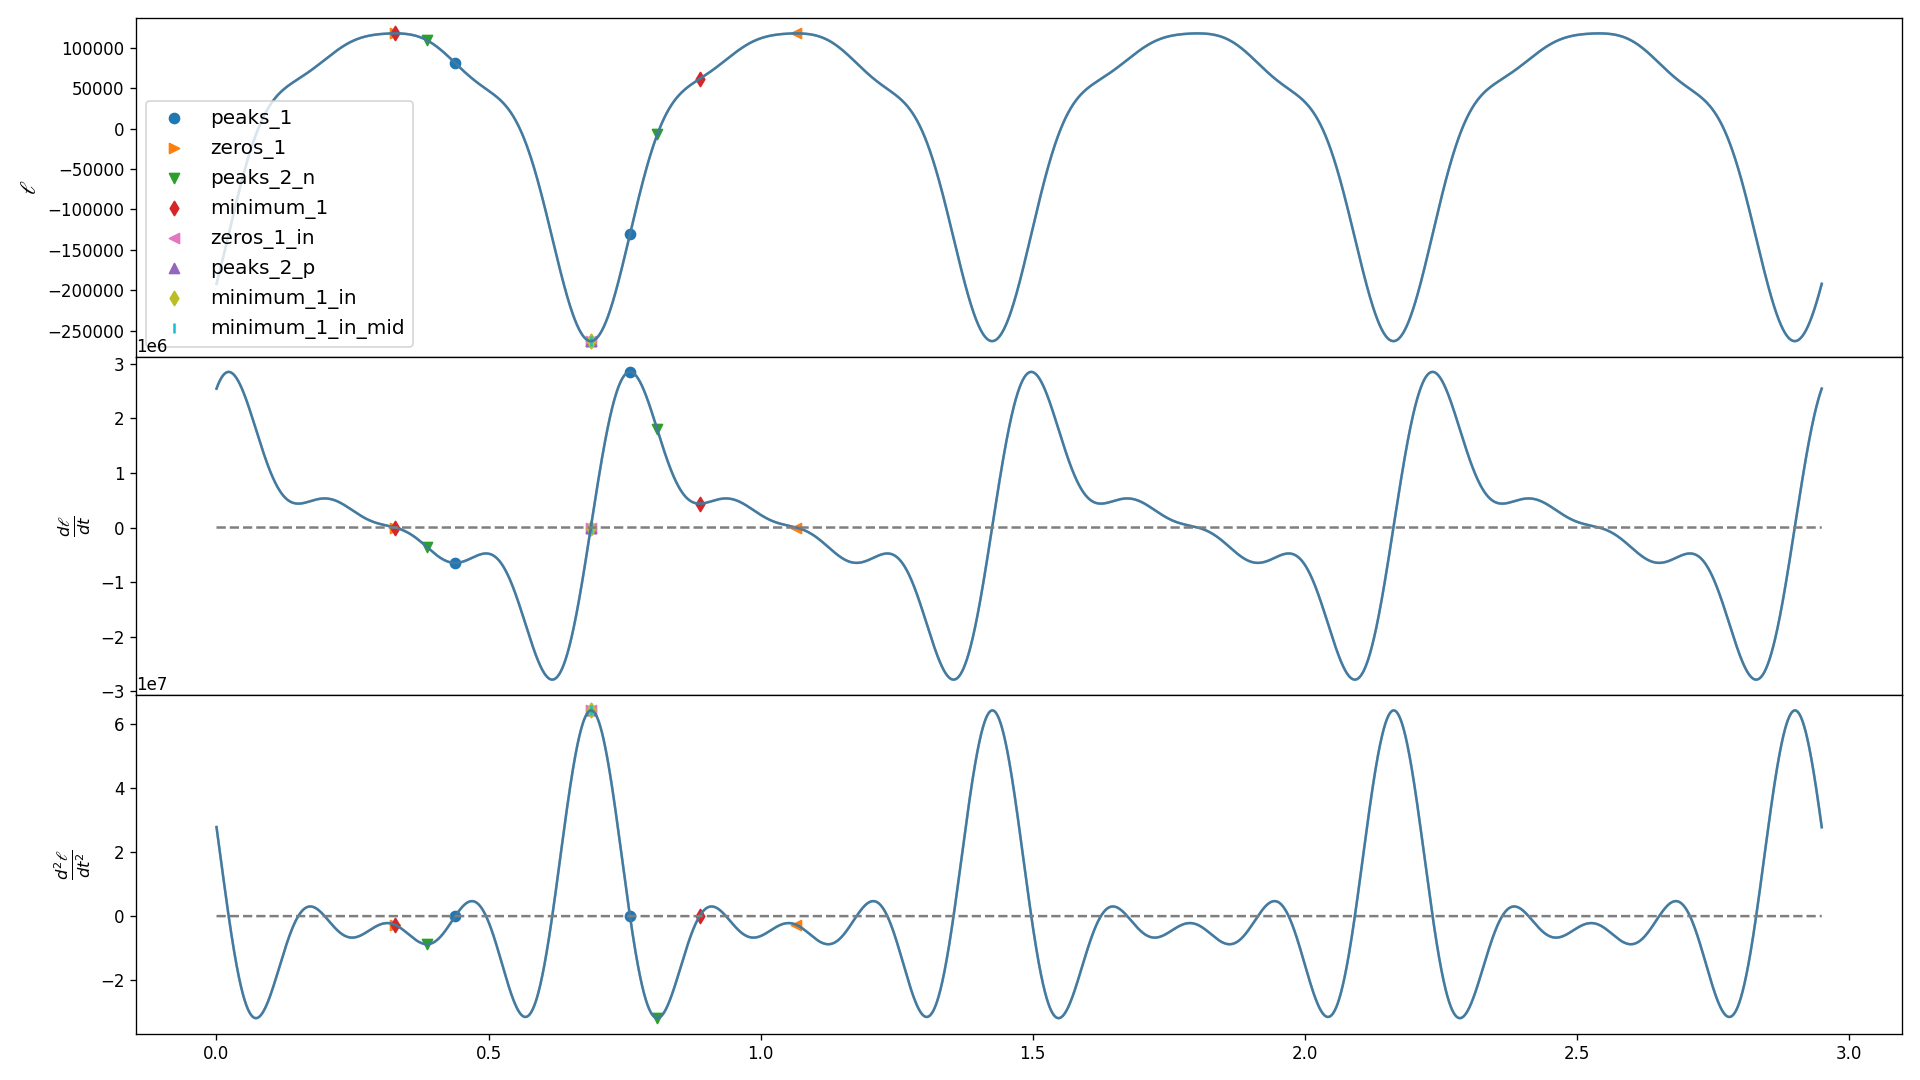 100000
50000
0
−50000
−100000
−150000
−200000
−250000
ℓ
peaks_1
zeros_1
peaks_2_n
minimum_1
zeros_1_in
peaks_2_p
minimum_1_in
minimum_1_in_mid
1e6
3
2
1
0
−1
−2
−3
dℓ
dt
1e7
6
4
2
0
−2
d²ℓ
dt²
0.0 0.5 1.0 1.5 2.0 2.5 3.0